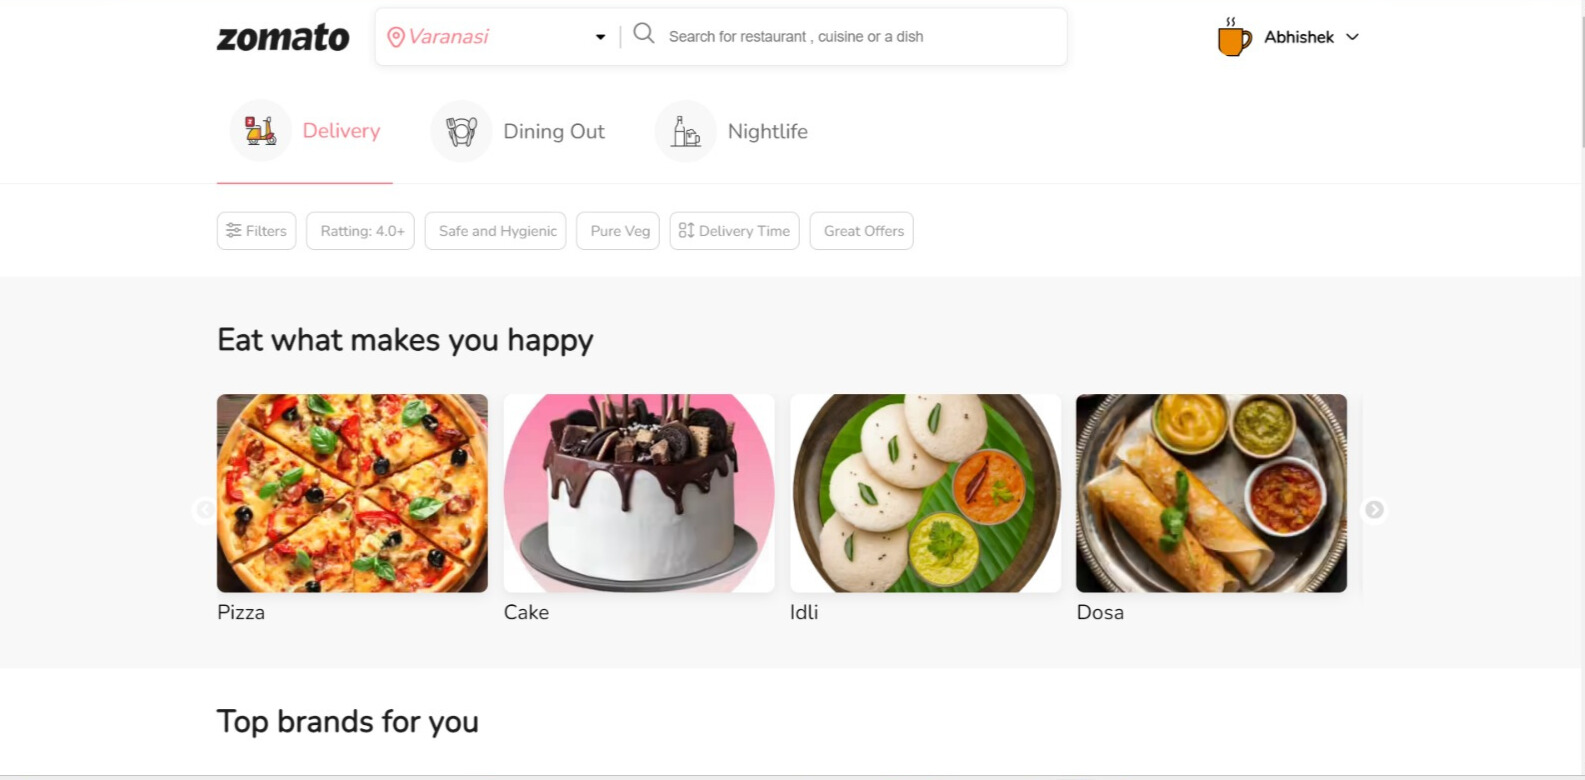 zomato
Varanasi
Search for restaurant , cuisine or a dish
Abhishek
Delivery
Dining Out
Nightlife
Filters
Ratting: 4.0+
Safe and Hygienic
Pure Veg
Delivery Time
Great Offers
Eat what makes you happy
Pizza
Cake
Idli
Dosa
Top brands for you